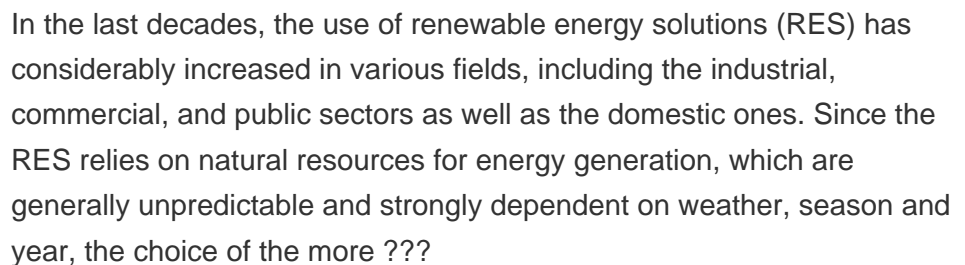 In the last decades, the use of renewable energy solutions (RES) has
considerably increased in various fields, including the industrial,
commercial, and public sectors as well as the domestic ones. Since the
RES relies on natural resources for energy generation, which are
generally unpredictable and strongly dependent on weather, season and
year, the choice of the more ???